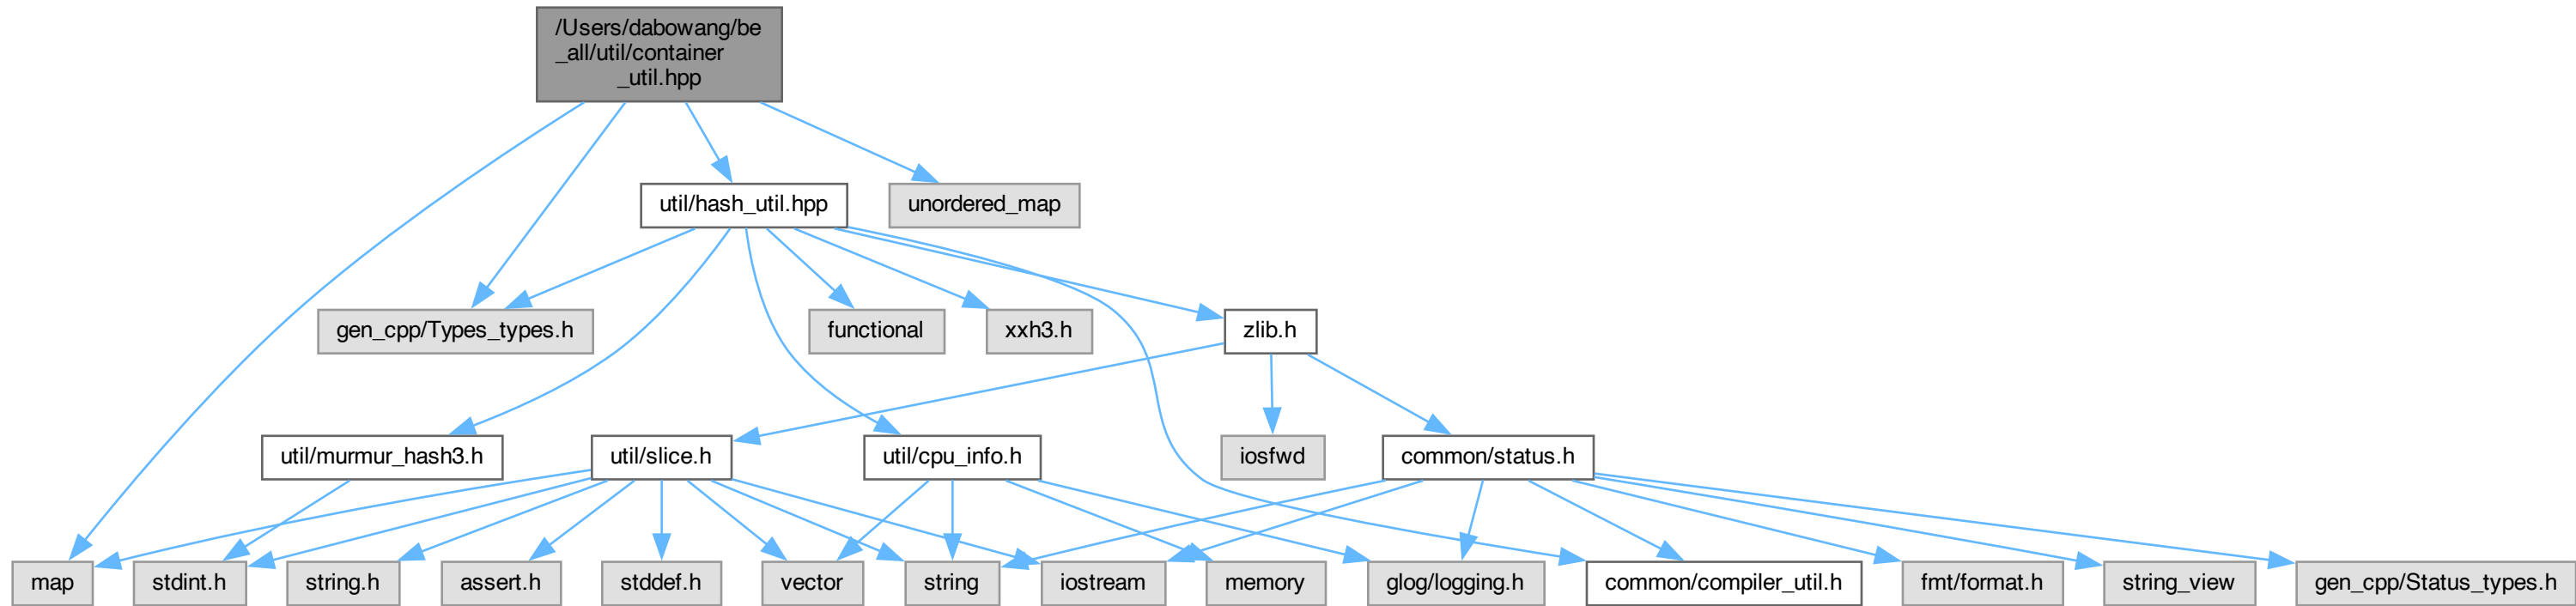 /Users/dabowang/be
_all/util/container
_util.hpp
util/hash_util.hpp
unordered_map
gen_cpp/Types_types.h
functional
xxh3.h
zlib.h
util/murmur_hash3.h
util/slice.h
util/cpu_info.h
iosfwd
common/status.h
map
stdint.h
string.h
assert.h
stddef.h
vector
string
iostream
memory
glog/logging.h
common/compiler_util.h
fmt/format.h
string_view
gen_cpp/Status_types.h